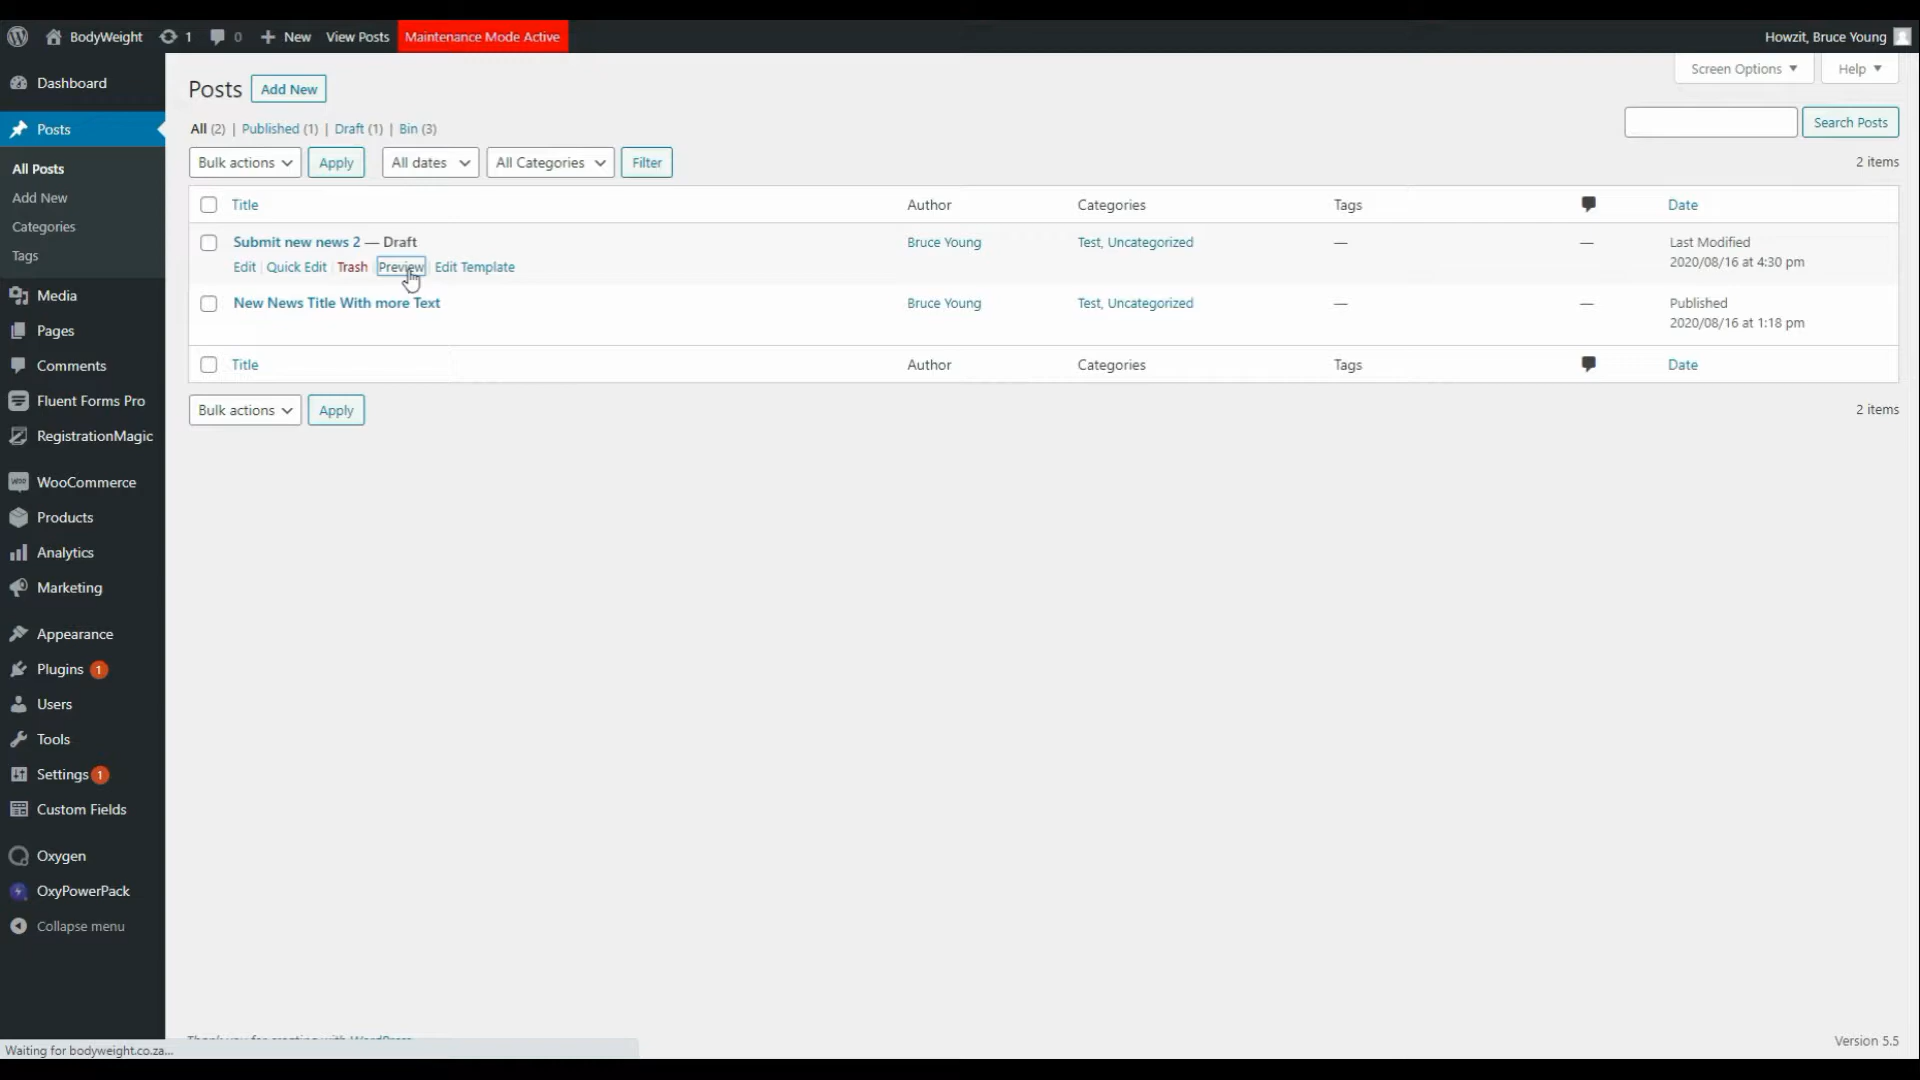 BodyWeight 1 0 New View Posts Maintenance Mode Active Howzit, Bruce Young
Dashboard
Posts
All Posts
Add New
Categories
Tags
Media
Pages
Comments
Fluent Forms Pro
RegistrationMagic
WooCommerce
Products
Analytics
Marketing
Appearance
Plugins 1
Users
Tools
Settings 1
Custom Fields
Oxygen
OxyPowerPack
Collapse menu
Screen Options Help
Posts Add New
All (2) | Published (1) | Draft (1) | Bin (3)
Search Posts
Bulk actions Apply All dates All Categories Filter 2 items
Title Author Categories Tags Date
Submit new news 2 — Draft Bruce Young Test, Uncategorized — — Last Modified
2020/08/16 at 4:30 pm
Edit | Quick Edit | Trash | Preview | Edit Template
New News Title With more Text Bruce Young Test, Uncategorized — — Published
2020/08/16 at 1:18 pm
Title Author Categories Tags Date
Bulk actions Apply 2 items
Thank you for creating with WordPress Version 5.5
Waiting for bodyweight.co.za...